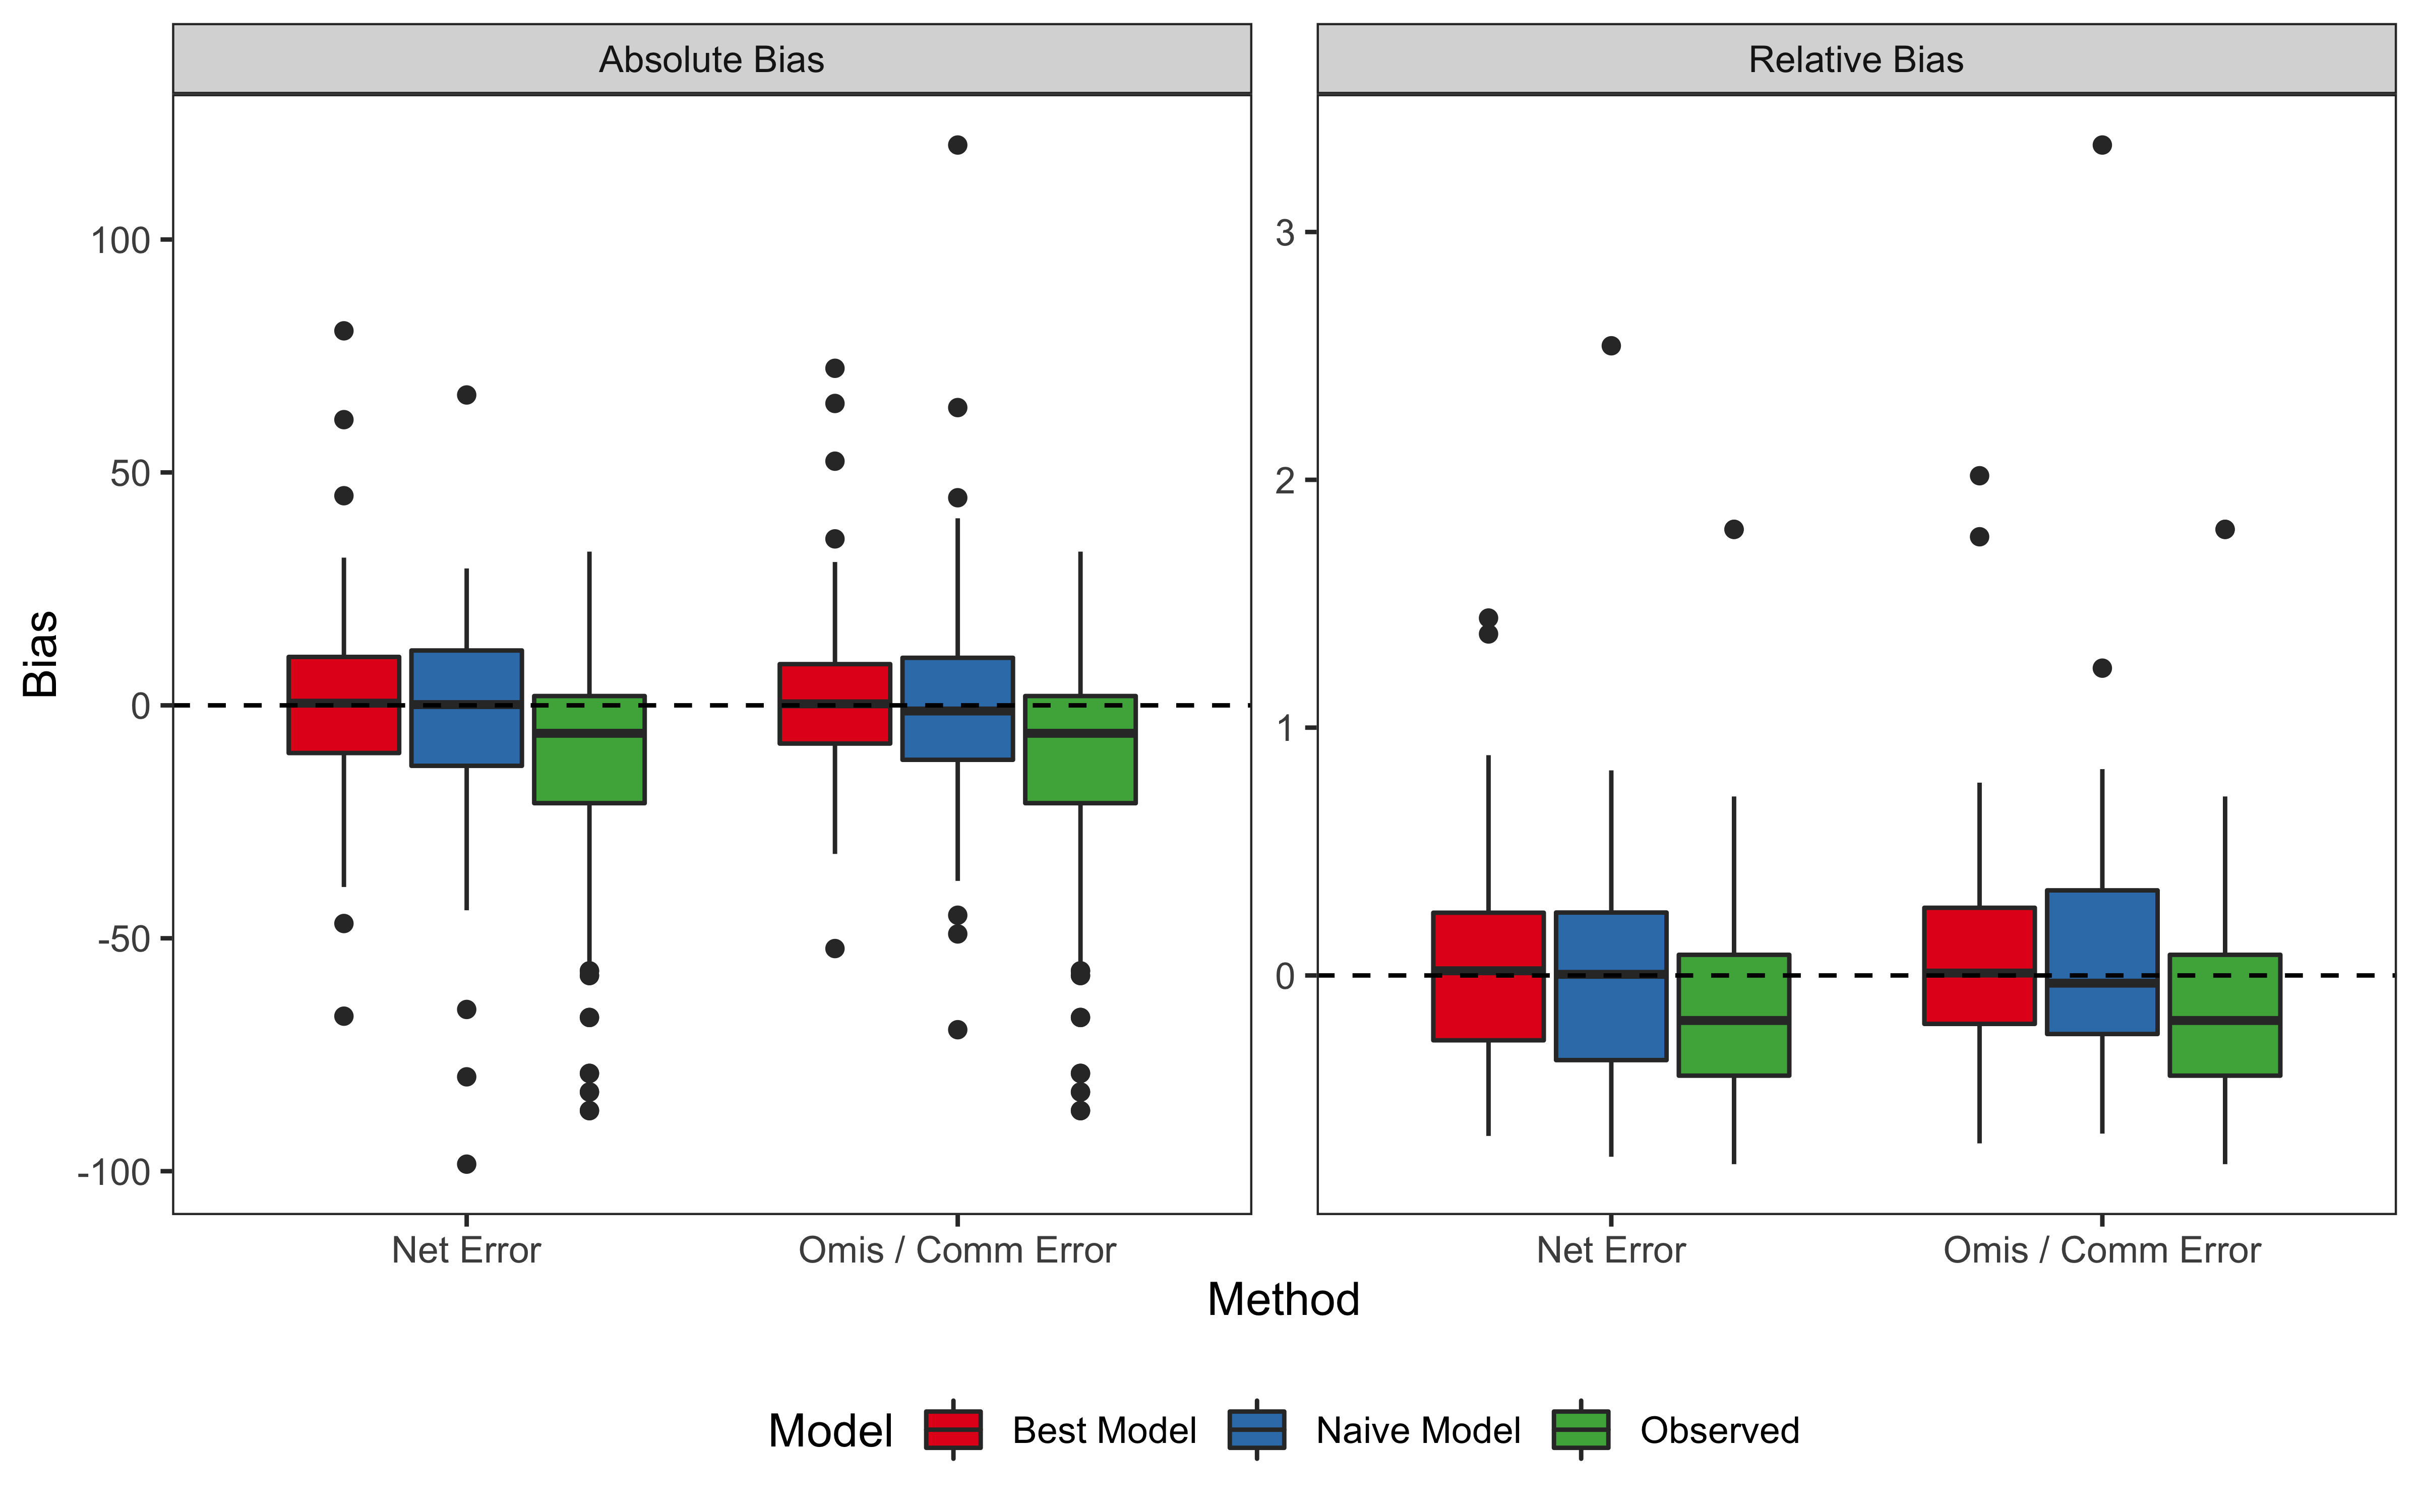 Absolute Bias
Relative Bias
Bias
100
50
0
-50
-100
3
2
1
0
Net Error
Omis / Comm Error
Net Error
Omis / Comm Error
Method
Model Best Model Naive Model Observed